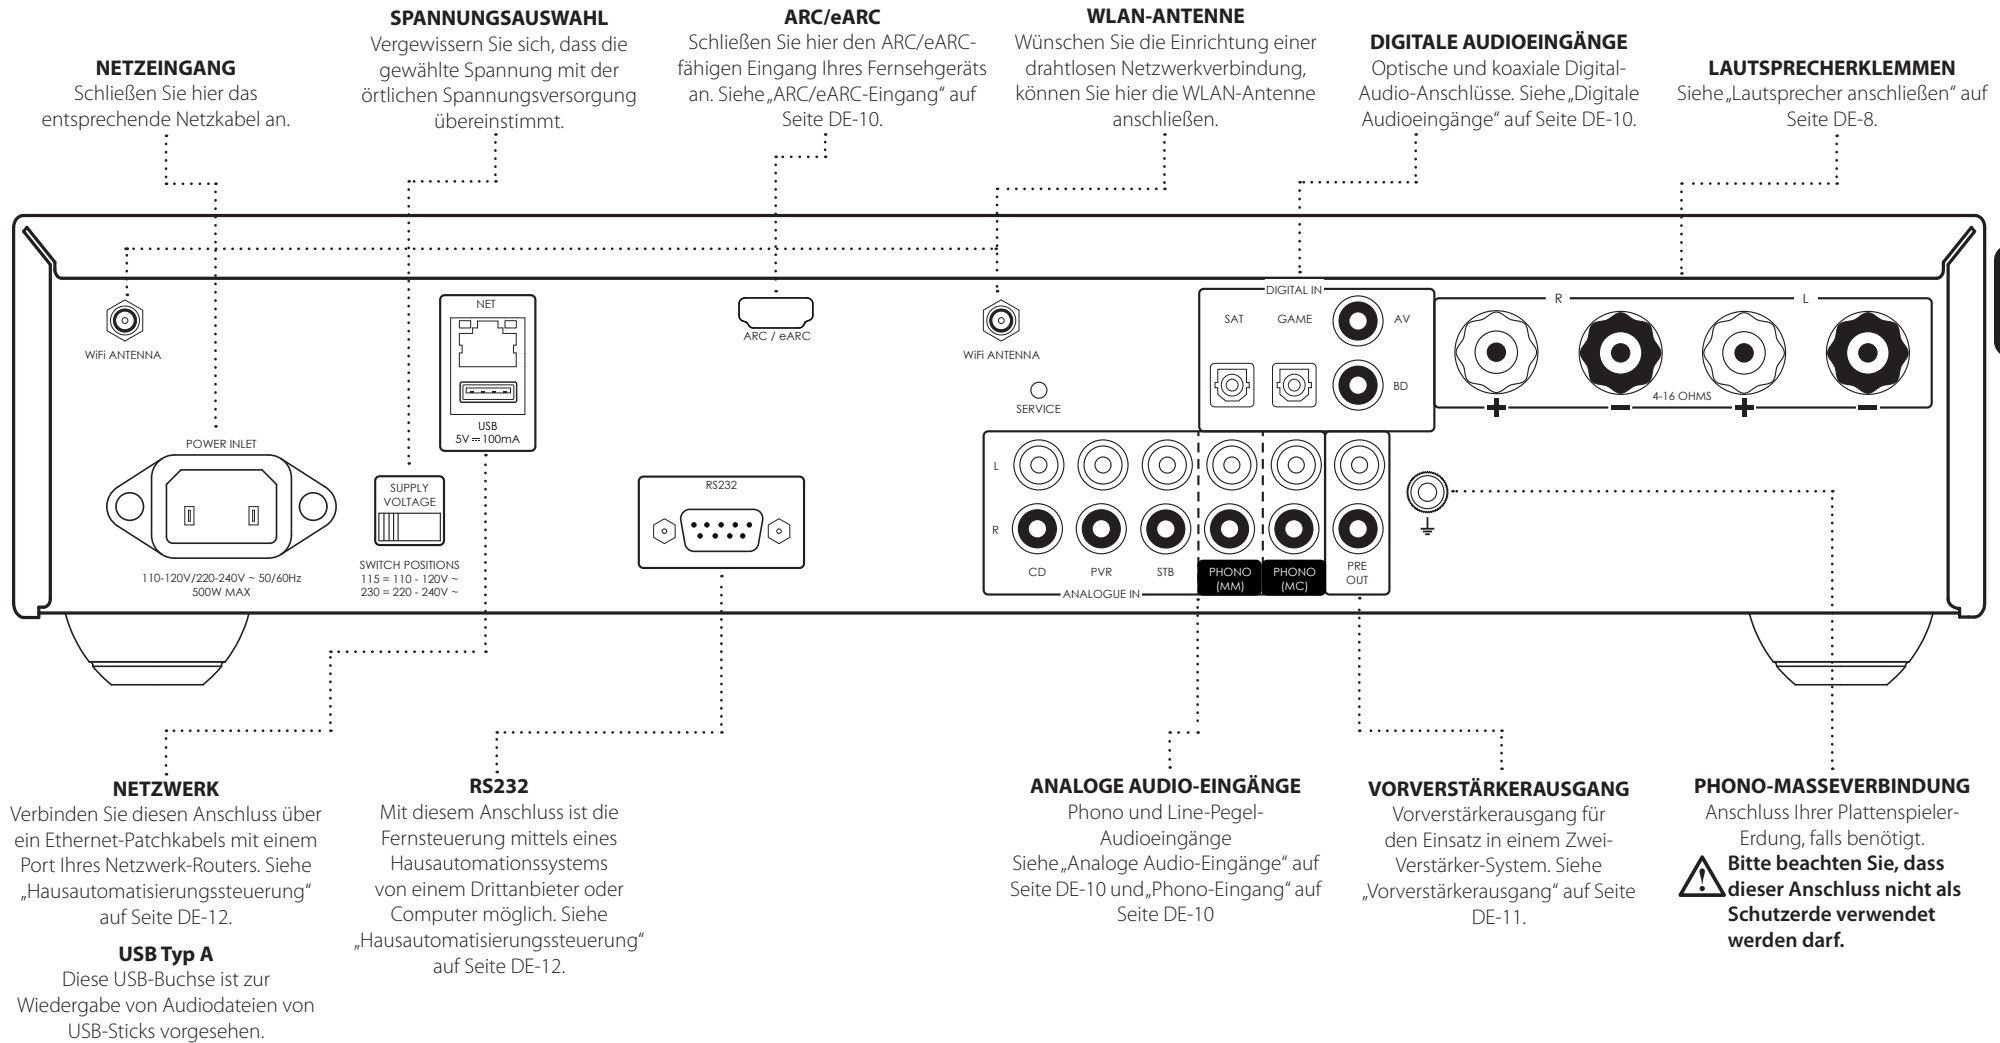 NETZEINGANG
Schließen Sie hier das
entsprechende Netzkabel an.
SPANNUNGSAUSWAHL
Vergewissern Sie sich, dass die
gewählte Spannung mit der
örtlichen Spannungsversorgung
übereinstimmt.
ARC/eARC
Schließen Sie hier den ARC/eARC-
fähigen Eingang Ihres Fernsehgeräts
an. Siehe „ARC/eARC-Eingang“ auf
Seite DE-10.
WLAN-ANTENNE
Wünschen Sie die Einrichtung einer
drahtlosen Netzwerkverbindung,
können Sie hier die WLAN-Antenne
anschließen.
DIGITALE AUDIOEINGÄNGE
Optische und koaxiale Digital-
Audio-Anschlüsse. Siehe „Digitale
Audioeingänge“ auf Seite DE-10.
LAUTSPRECHERKLEMMEN
Siehe „Lautsprecher anschließen“ auf
Seite DE-8.
WiFi ANTENNA
NET
USB
5V ⎓ 100mA
ARC / eARC
WiFi ANTENNA
SERVICE
DIGITAL IN
SAT GAME
AV
BD
R L
4-16 OHMS
+ − + −
POWER INLET
110-120V/220-240V ~ 50/60Hz
500W MAX
SUPPLY
VOLTAGE
SWITCH POSITIONS
115 = 110 - 120V ~
230 = 220 - 240V ~
RS232
L
R
CD PVR STB
PHONO
(MM)
PHONO
(MC)
PRE
OUT
ANALOGUE IN
NETZWERK
Verbinden Sie diesen Anschluss über
ein Ethernet-Patchkabels mit einem
Port Ihres Netzwerk-Routers. Siehe
„Hausautomatisierungssteuerung“
auf Seite DE-12.
USB Typ A
Diese USB-Buchse ist zur
Wiedergabe von Audiodateien von
USB-Sticks vorgesehen.
RS232
Mit diesem Anschluss ist die
Fernsteuerung mittels eines
Hausautomationssystems
von einem Drittanbieter oder
Computer möglich. Siehe
„Hausautomatisierungssteuerung“
auf Seite DE-12.
ANALOGE AUDIO-EINGÄNGE
Phono und Line-Pegel-
Audioeingänge
Siehe „Analoge Audio-Eingänge“ auf
Seite DE-10 und „Phono-Eingang“ auf
Seite DE-10
VORVERSTÄRKERAUSGANG
Vorverstärkerausgang für
den Einsatz in einem Zwei-
Verstärker-System. Siehe
„Vorverstärkerausgang“ auf Seite
DE-11.
PHONO-MASSEVERBINDUNG
Anschluss Ihrer Plattenspieler-
Erdung, falls benötigt.
Bitte beachten Sie, dass
dieser Anschluss nicht als
Schutzerde verwendet
werden darf.